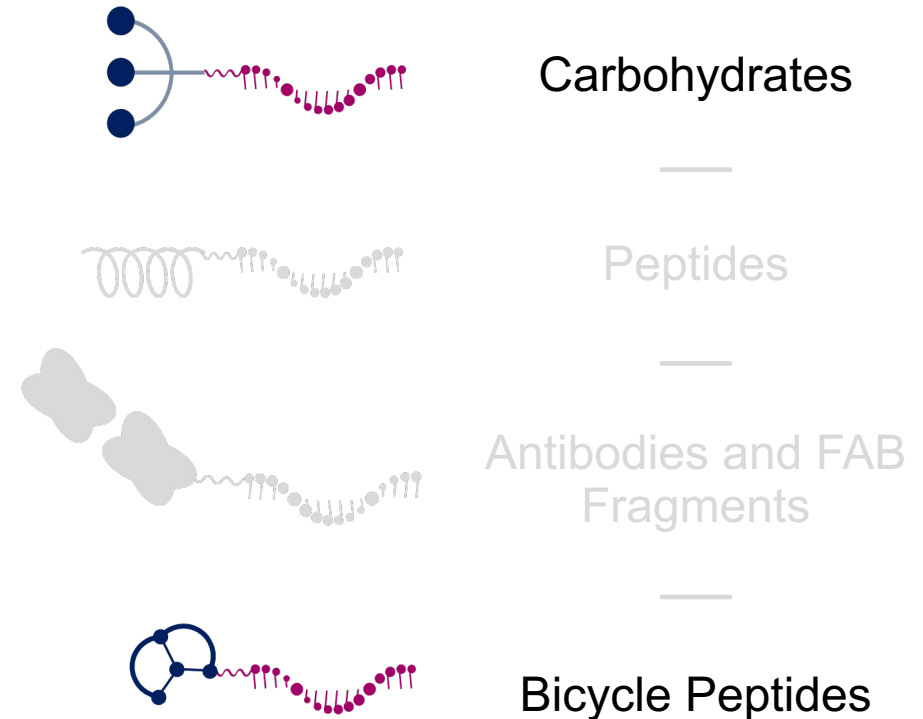 Carbohydrates
Peptides
Antibodies and FAB
Fragments
Bicycle Peptides